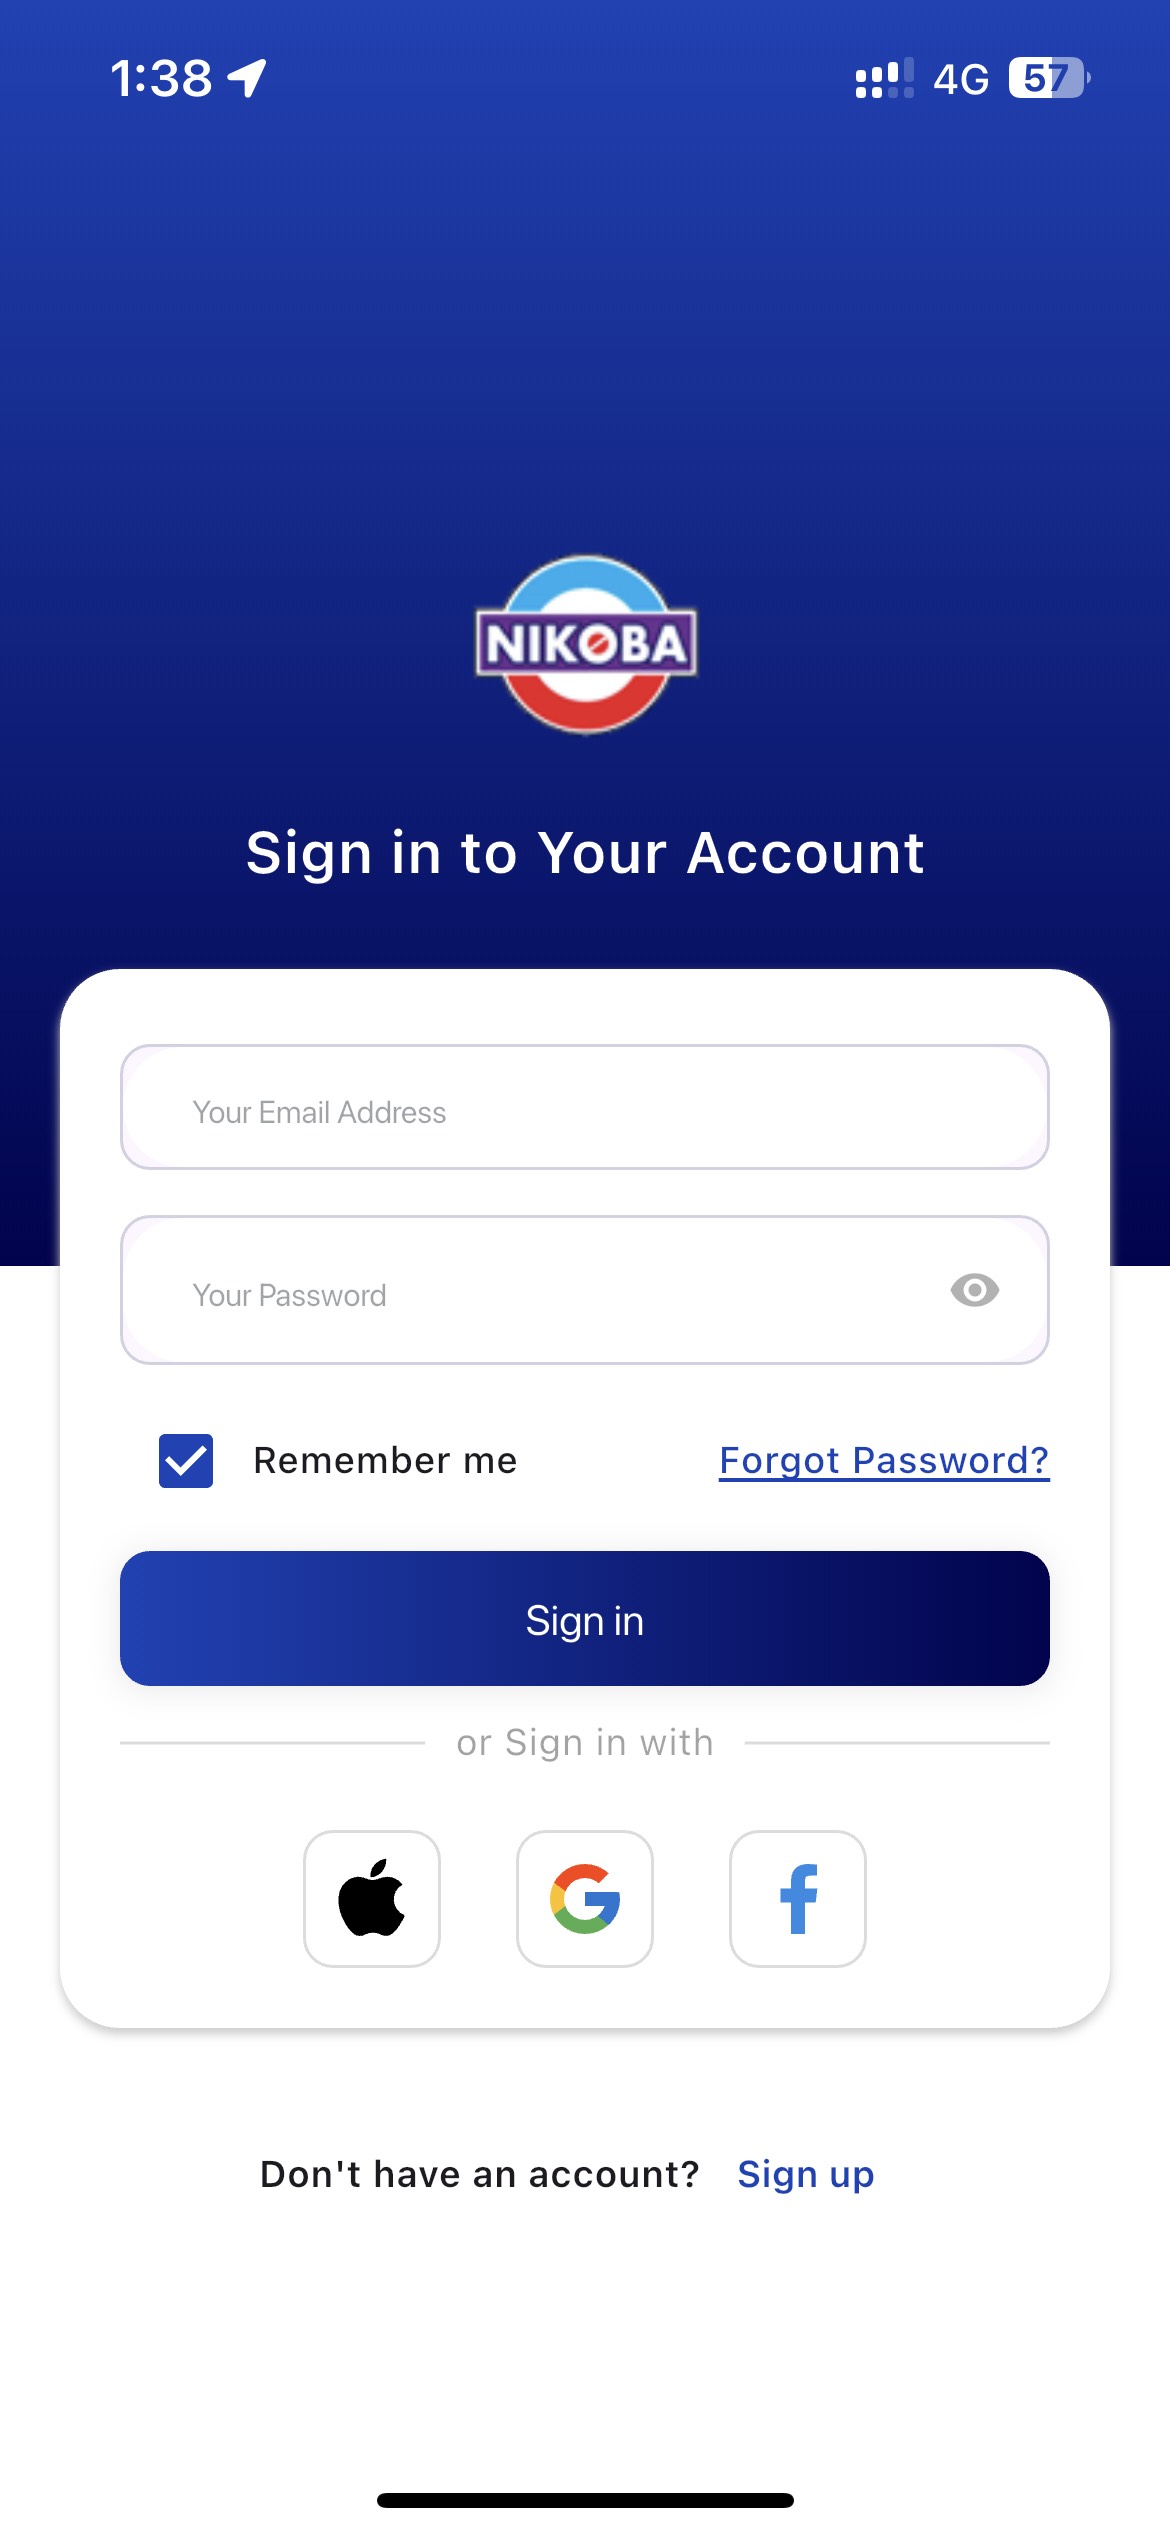 1:38
4G
57
NIKOBA
Sign in to Your Account
Your Email Address
Your Password
Remember me
Forgot Password?
Sign in
or Sign in with
Don't have an account? Sign up